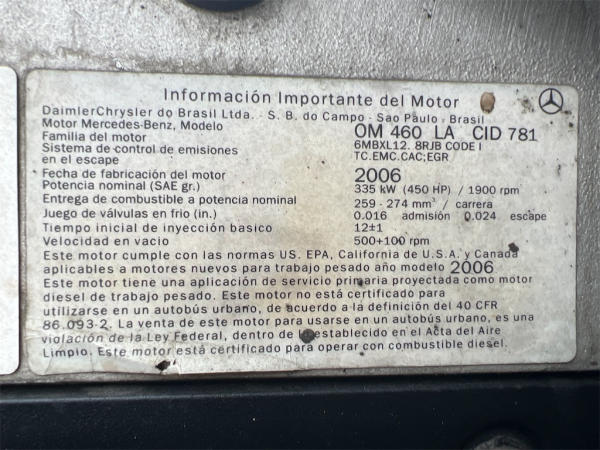 Información Importante del Motor
DaimlerChrysler do Brasil Ltda. - S. B. do Campo - Sao Paulo - Brasil
Motor Mercedes-Benz, Modelo OM 460 LA CID 781
Familia del motor 6MBXL12. 8RJB CODE I
Sistema de control de emisiones TC.EMC.CAC;EGR
en el escape
Fecha de fabricación del motor 2006
Potencia nominal (SAE gr.) 335 kW (450 HP) / 1900 rpm
Entrega de combustible a potencia nominal 259 - 274 mm³ / carrera
Juego de válvulas en frio (in.) 0.016 admisión 0.024 escape
Tiempo inicial de inyección basico 12±1
Velocidad en vacio 500+100 rpm
Este motor cumple con las normas US. EPA, California de U.S.A. y Canada
aplicables a motores nuevos para trabajo pesado año modelo 2006
Este motor tiene una aplicación de servicio primaria proyectada como motor
diesel de trabajo pesado. Este motor no está certificado para
utilizarse en un autobús urbano, de acuerdo a la definición del 40 CFR
86.093-2. La venta de este motor para usarse en un autobús urbano, es una
violación de la Ley Federal, dentro de lo establecido en el Acta del Aire
Limpio. Este motor está certificado para operar con combustible diesel.